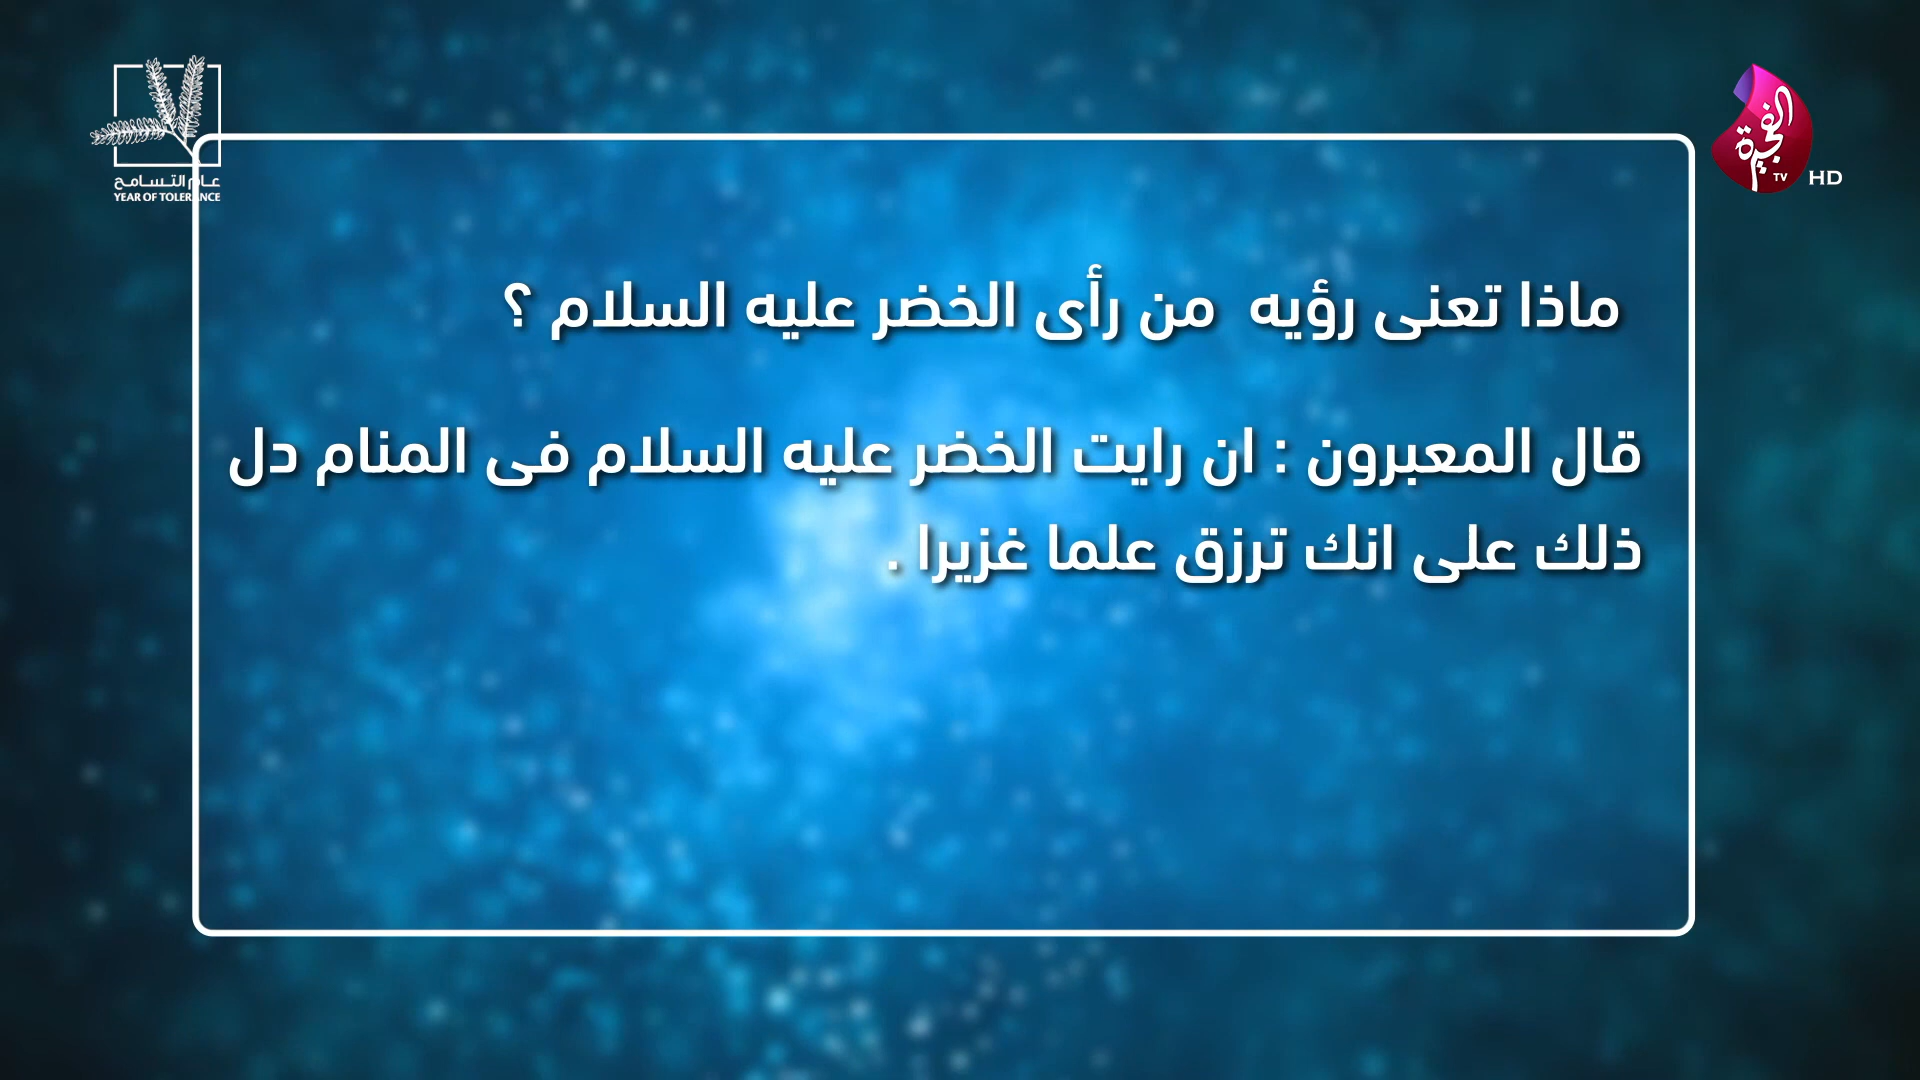 عام التسامح
YEAR OF TOLERANCE
الفجيرة
TV HD
ماذا تعنى رؤيه من رأى الخضر عليه السلام ؟
قال المعبرون : ان رايت الخضر عليه السلام فى المنام دل
ذلك على انك ترزق علما غزيرا .